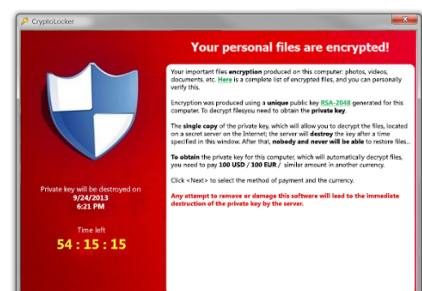 CryptoLocker
Your personal files are encrypted!
Your important files encryption produced on this computer: photos, videos,
documents, etc. Here is a complete list of encrypted files, and you can personally
verify this.
Encryption was produced using a unique public key RSA-2048 generated for this
computer. To decrypt filesyou need to obtain the private key.
The single copy of the private key, which will allow you to decrypt the files, located
on a secret server on the Internet; the server will destroy the key after a time
specified in this window. After that, nobody and never will be able to restore files..
To obtain the private key for this computer, which will automatically decrypt files,
you need to pay 100 USD / 100 EUR / similar amount in another currency.
Click <Next> to select the method of payment and the currency.
Any attempt to remove or damage this software will lead to the immediate
destruction of the private key by the server.
Private key will be destroyed on
9/24/2013
6:21 PM
Time left
54 : 15 : 15